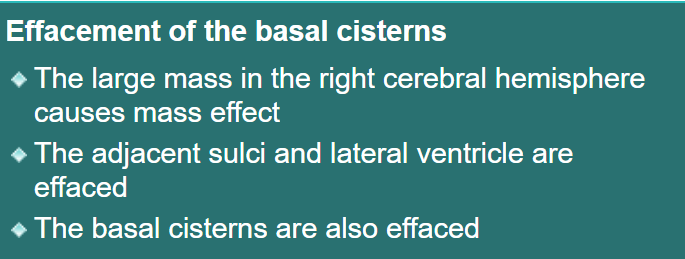 Effacement of the basal cisterns
The large mass in the right cerebral hemisphere
causes mass effect
The adjacent sulci and lateral ventricle are
effaced
The basal cisterns are also effaced